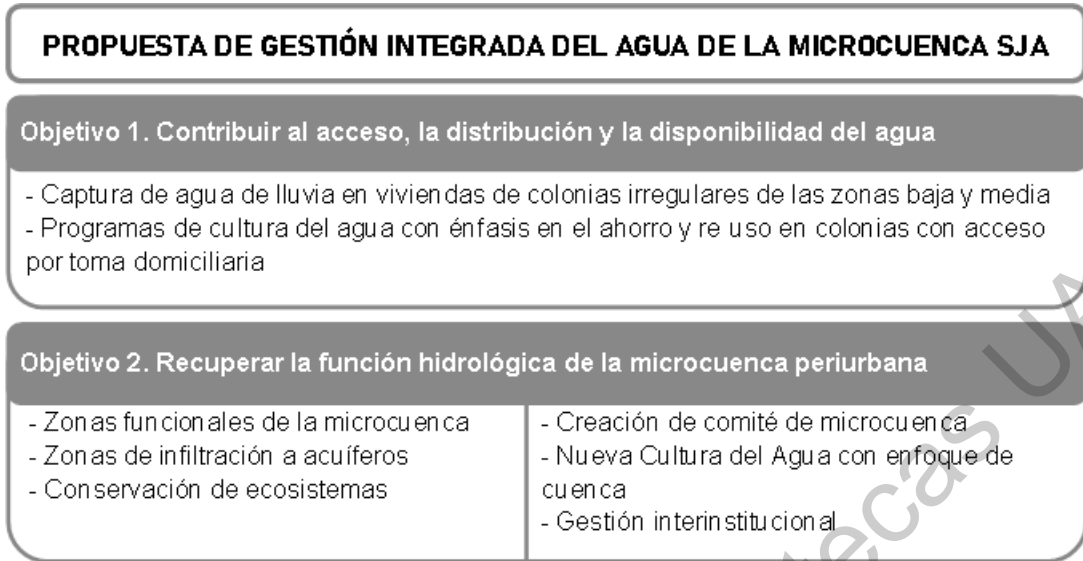 PROPUESTA DE GESTIÓN INTEGRADA DEL AGUA DE LA MICROCUENCA SJA
Objetivo 1. Contribuir al acceso, la distribución y la disponibilidad del agua
- Captura de agua de lluvia en viviendas de colonias irregulares de las zonas baja y media
- Programas de cultura del agua con énfasis en el ahorro y re uso en colonias con acceso
por toma domiciliaria
Objetivo 2. Recuperar la función hidrológica de la microcuenca periurbana
- Zonas funcionales de la microcuenca
- Zonas de infiltración a acuíferos
- Conservación de ecosistemas
- Creación de comité de microcuenca
- Nueva Cultura del Agua con enfoque de
cuenca
- Gestión interinstitucional